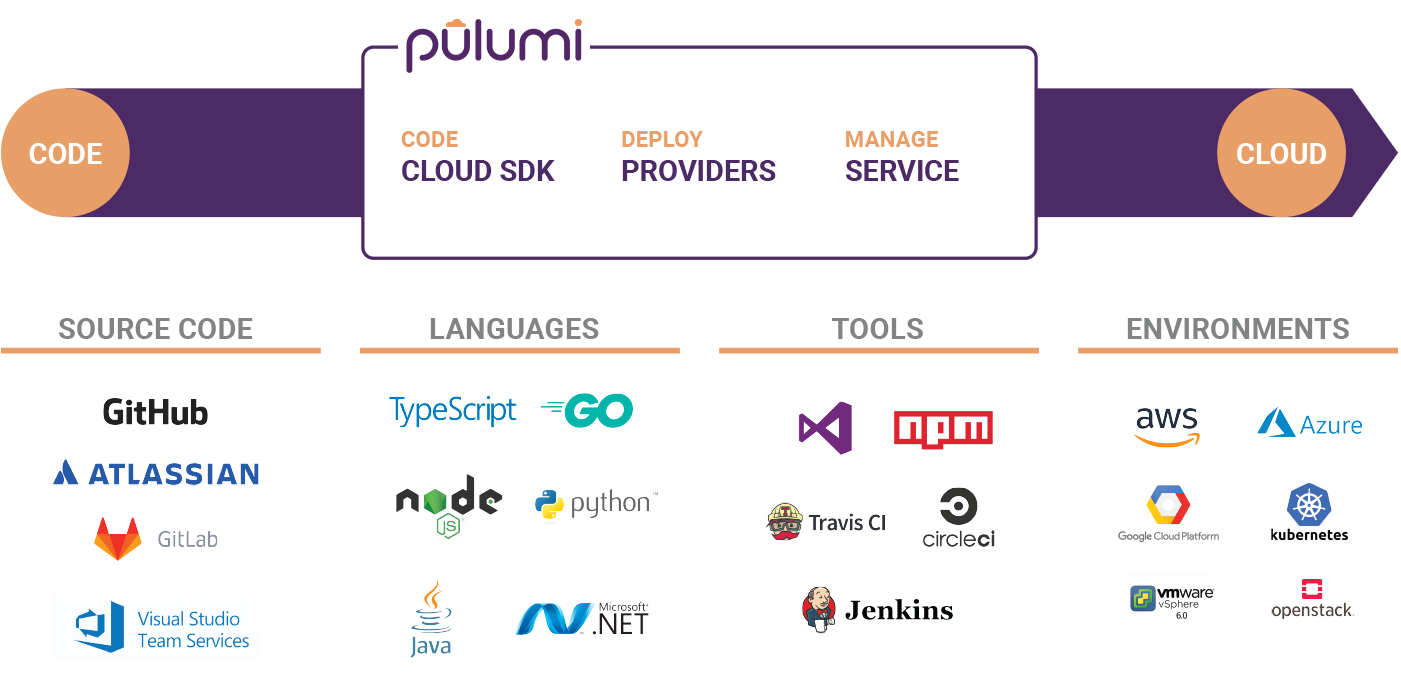 pulumi
CODE
CODE
CLOUD SDK
DEPLOY
PROVIDERS
MANAGE
SERVICE
CLOUD
SOURCE CODE
GitHub
ATLASSIAN
GitLab
Visual Studio
Team Services
LANGUAGES
TypeScript
GO
node
JS
python™
Java
Microsoft®
.NET
TOOLS
npm
T
Travis CI
circleci
Jenkins
ENVIRONMENTS
aws
Azure
Google Cloud Platform
kubernetes
vmware®
vSphere
6.0
openstack.